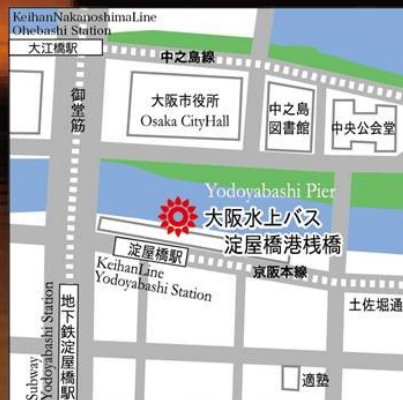 KeihanNakanoshimaLine
Ohebashi Station
大江橋駅
中之島線
御堂筋
大阪市役所
Osaka CityHall
中之島
図書館
中央公会堂
Yodoyabashi Pier
大阪水上バス
淀屋橋港桟橋
淀屋橋駅
KeihanLine
Yodoyabashi Station
京阪本線
土佐堀通
Subway
Yodoyabashi Station
地下鉄淀屋橋駅
適塾